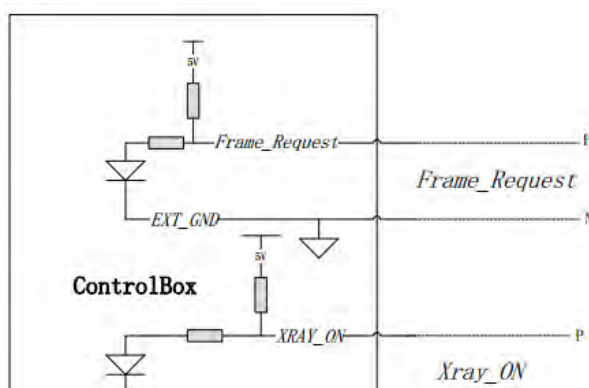 5V
Frame_Request P
Frame_Request
EXT_GND N
5V
ControlBox
XRAY_ON P
Xray_ON